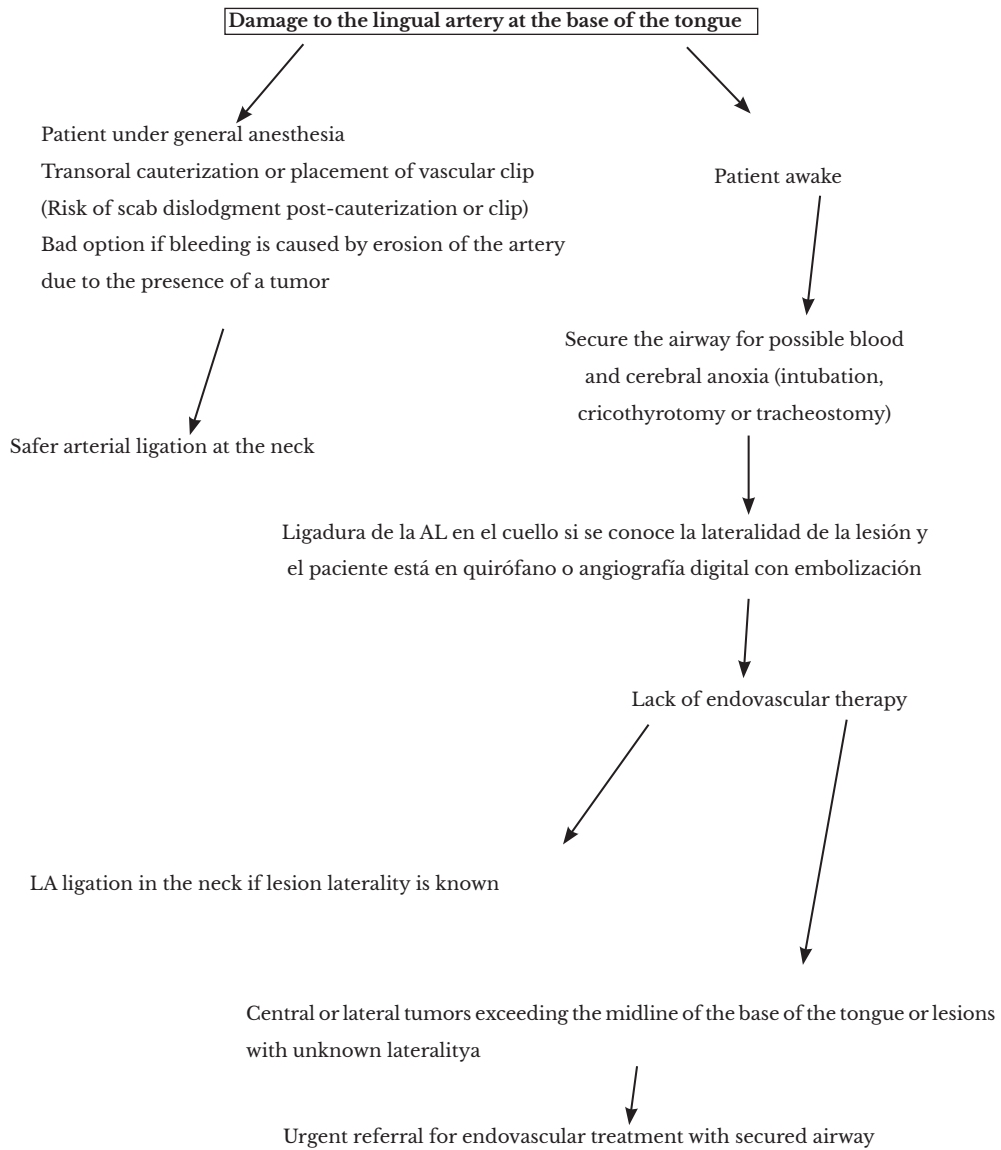 Damage to the lingual artery at the base of the tongue
Patient under general anesthesia
Transoral cauterization or placement of vascular clip
(Risk of scab dislodgment post-cauterization or clip)
Bad option if bleeding is caused by erosion of the artery
due to the presence of a tumor
Patient awake
Secure the airway for possible blood
and cerebral anoxia (intubation,
cricothyrotomy or tracheostomy)
Safer arterial ligation at the neck
Ligadura de la AL en el cuello si se conoce la lateralidad de la lesión y
el paciente está en quirófano o angiografía digital con embolización
Lack of endovascular therapy
LA ligation in the neck if lesion laterality is known
Central or lateral tumors exceeding the midline of the base of the tongue or lesions
with unknown lateralitya
Urgent referral for endovascular treatment with secured airway